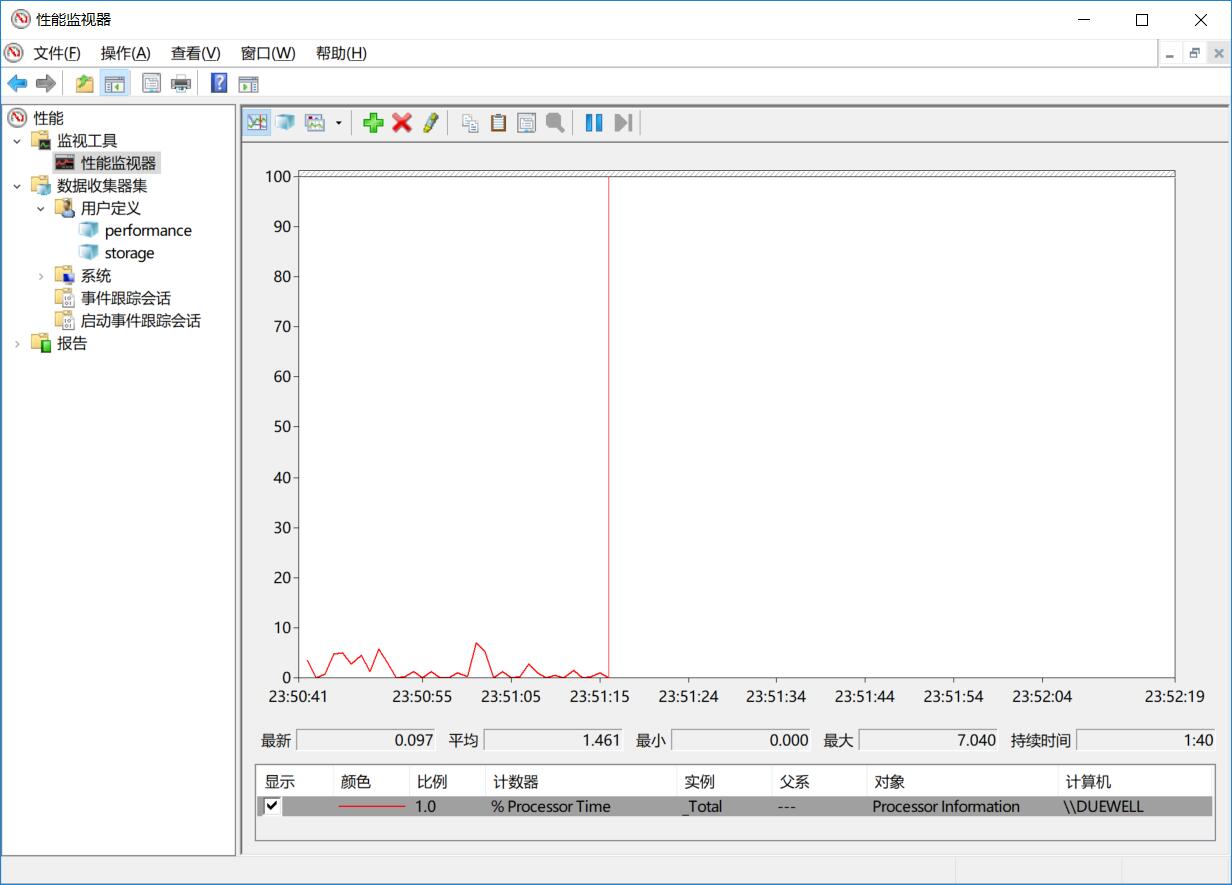 性能监视器
文件(F) 操作(A) 查看(V) 窗口(W) 帮助(H)
性能
监视工具
性能监视器
数据收集器集
用户定义
performance
storage
系统
事件跟踪会话
启动事件跟踪会话
报告
100
90
80
70
60
50
40
30
20
10
0
23:50:41 23:50:55 23:51:05 23:51:15 23:51:24 23:51:34 23:51:44 23:51:54 23:52:04 23:52:19
最新 0.097 平均 1.461 最小 0.000 最大 7.040 持续时间 1:40
显示 颜色 比例 计数器 实例 父系 对象 计算机
1.0 % Processor Time _Total --- Processor Information \\DUEWELL